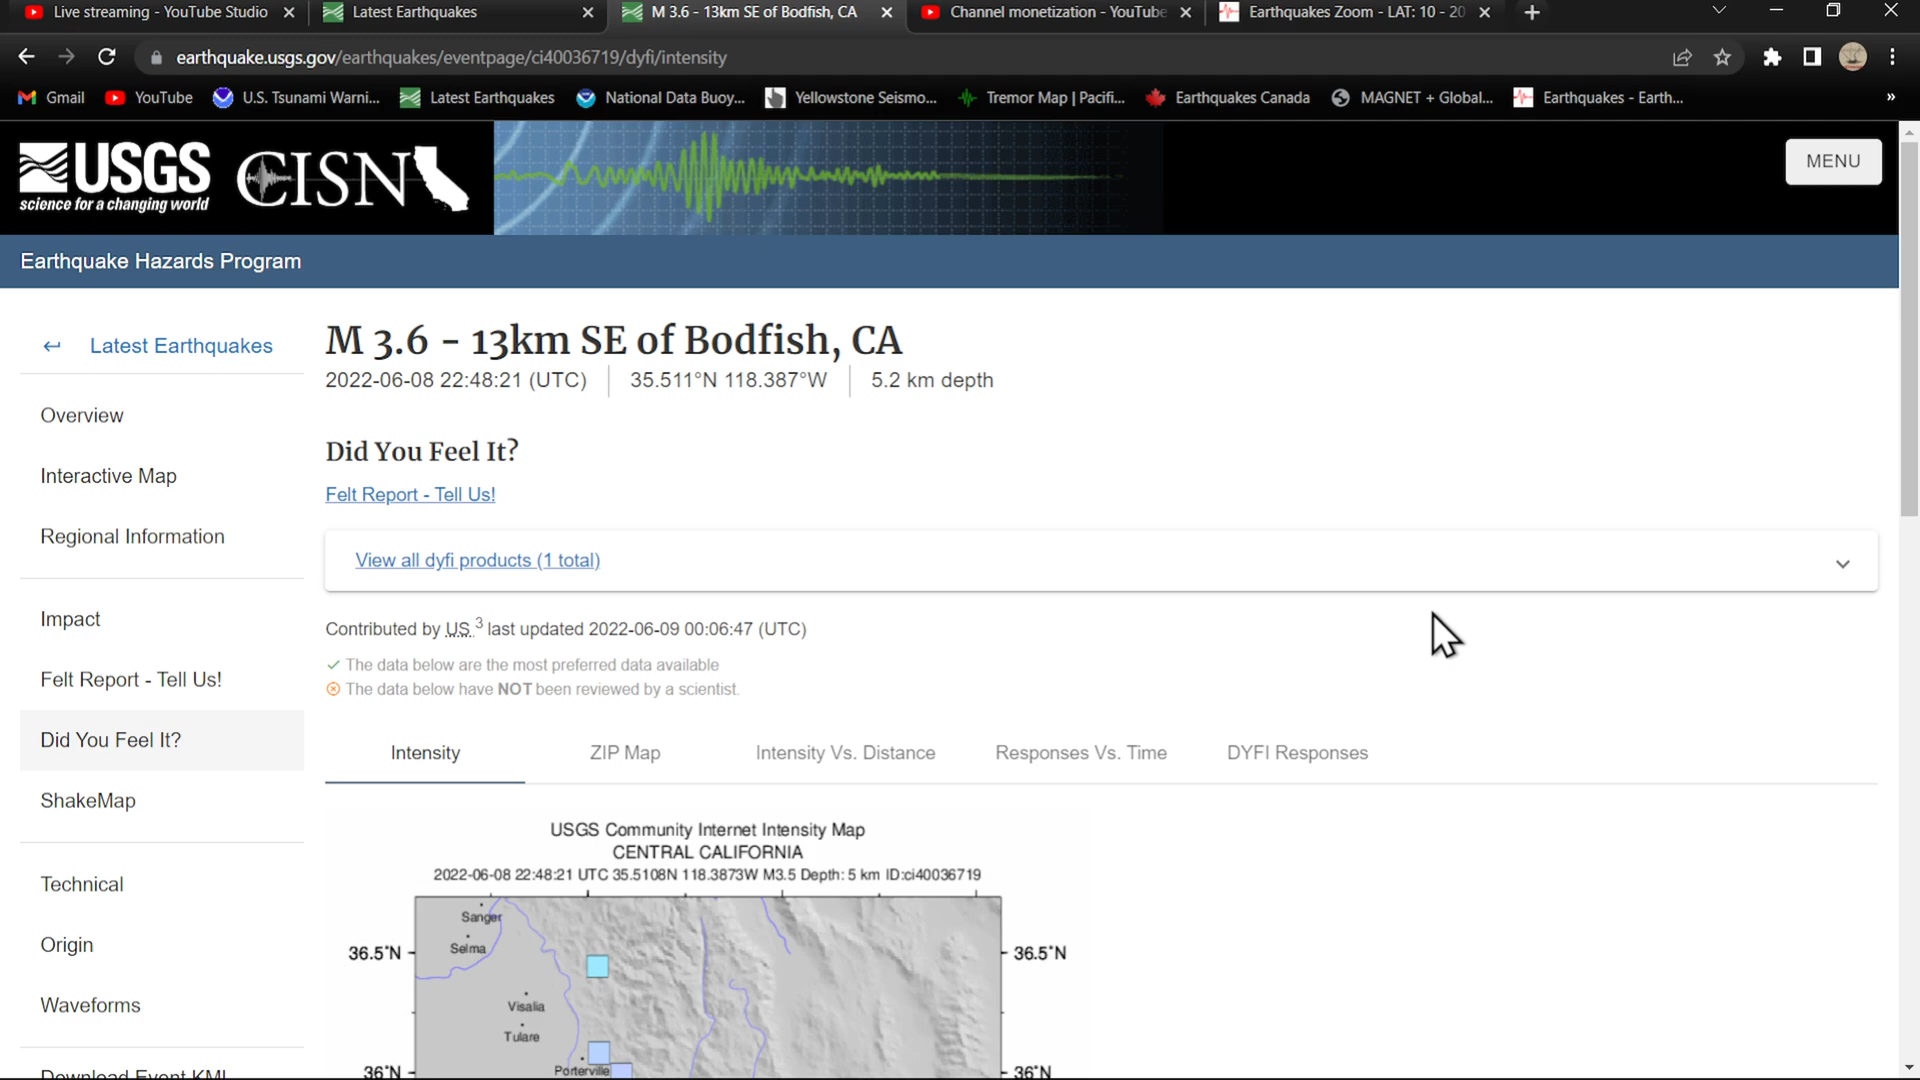 Live streaming - YouTube Studio
Latest Earthquakes
M 3.6 - 13km SE of Bodfish, CA
Channel monetization - YouTube
Earthquakes Zoom - LAT: 10 - 20
earthquake.usgs.gov/earthquakes/eventpage/ci40036719/dyfi/intensity
Gmail
YouTube
U.S. Tsunami Warni...
Latest Earthquakes
National Data Buoy...
Yellowstone Seismo...
Tremor Map | Pacifi...
Earthquakes Canada
MAGNET + Global...
Earthquakes - Earth...
»
USGS
science for a changing world
CISN
MENU
Earthquake Hazards Program
Latest Earthquakes
Overview
Interactive Map
Regional Information
Impact
Felt Report - Tell Us!
Did You Feel It?
ShakeMap
Technical
Origin
Waveforms
Download Event KML
M 3.6 - 13km SE of Bodfish, CA
2022-06-08 22:48:21 (UTC)
35.511°N 118.387°W
5.2 km depth
Did You Feel It?
Felt Report - Tell Us!
View all dyfi products (1 total)
Contributed by US 3 last updated 2022-06-09 00:06:47 (UTC)
The data below are the most preferred data available
The data below have NOT been reviewed by a scientist.
Intensity
ZIP Map
Intensity Vs. Distance
Responses Vs. Time
DYFI Responses
USGS Community Internet Intensity Map
CENTRAL CALIFORNIA
2022-06-08 22:48:21 UTC 35.5108N 118.3873W M3.5 Depth: 5 km ID:ci40036719
Sanger
Selma
36.5°N
36.5°N
Visalia
Tulare
Porterville
36°N
36°N